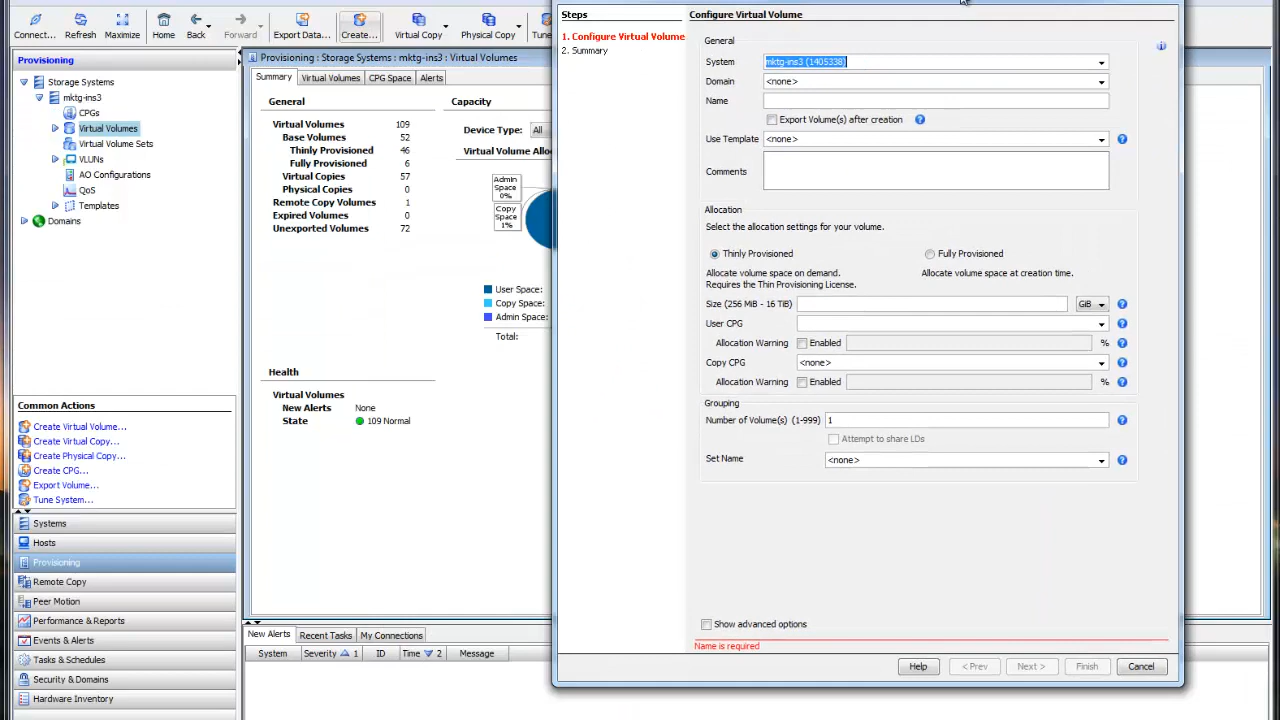 Connect... Refresh Maximize Home Back Forward Export Data... Create... Virtual Copy Physical Copy Tune
Provisioning
Storage Systems
mktg-ins3
CPGs
Virtual Volumes
Virtual Volume Sets
VLUNs
AO Configurations
QoS
Templates
Domains
Common Actions
Create Virtual Volume...
Create Virtual Copy...
Create Physical Copy...
Create CPG...
Export Volume...
Tune System...
Systems
Hosts
Provisioning
Remote Copy
Peer Motion
Performance & Reports
Events & Alerts
Tasks & Schedules
Security & Domains
Hardware Inventory
Provisioning : Storage Systems : mktg-ins3 : Virtual Volumes
Summary Virtual Volumes CPG Space Alerts
General
Virtual Volumes 109
Base Volumes 52
Thinly Provisioned 46
Fully Provisioned 6
Virtual Copies 57
Physical Copies 0
Remote Copy Volumes 1
Expired Volumes 0
Unexported Volumes 72
Capacity
Device Type: All
Virtual Volume Allo
Admin
Space
0%
Copy
Space
1%
User Space:
Copy Space:
Admin Space:
Total:
Health
Virtual Volumes
New Alerts None
State 109 Normal
New Alerts Recent Tasks My Connections
System Severity 1 ID Time 2 Message
Steps
1. Configure Virtual Volume
2. Summary
Configure Virtual Volume
General
System mktg-ins3 (1405338)
Domain <none>
Name
Export Volume(s) after creation
Use Template <none>
Comments
Allocation
Select the allocation settings for your volume.
Thinly Provisioned Fully Provisioned
Allocate volume space on demand. Allocate volume space at creation time.
Requires the Thin Provisioning License.
Size (256 MiB - 16 TiB) GiB
User CPG
Allocation Warning Enabled %
Copy CPG <none>
Allocation Warning Enabled %
Grouping
Number of Volume(s) (1-999) 1
Attempt to share LDs
Set Name <none>
Show advanced options
Name is required
Help < Prev Next > Finish Cancel